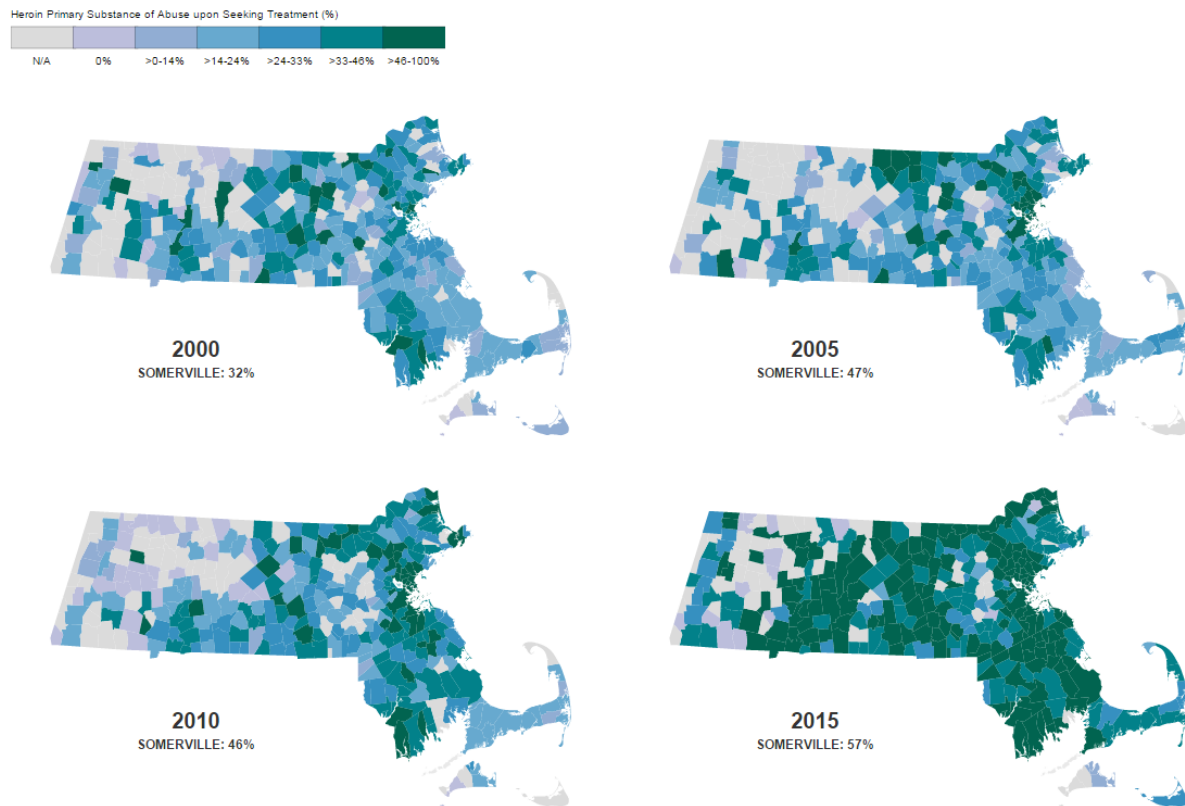 Heroin Primary Substance of Abuse upon Seeking Treatment (%)
N/A 0% >0-14% >14-24% >24-33% >33-46% >46-100%
2000
SOMERVILLE: 32%
2005
SOMERVILLE: 47%
2010
SOMERVILLE: 46%
2015
SOMERVILLE: 57%